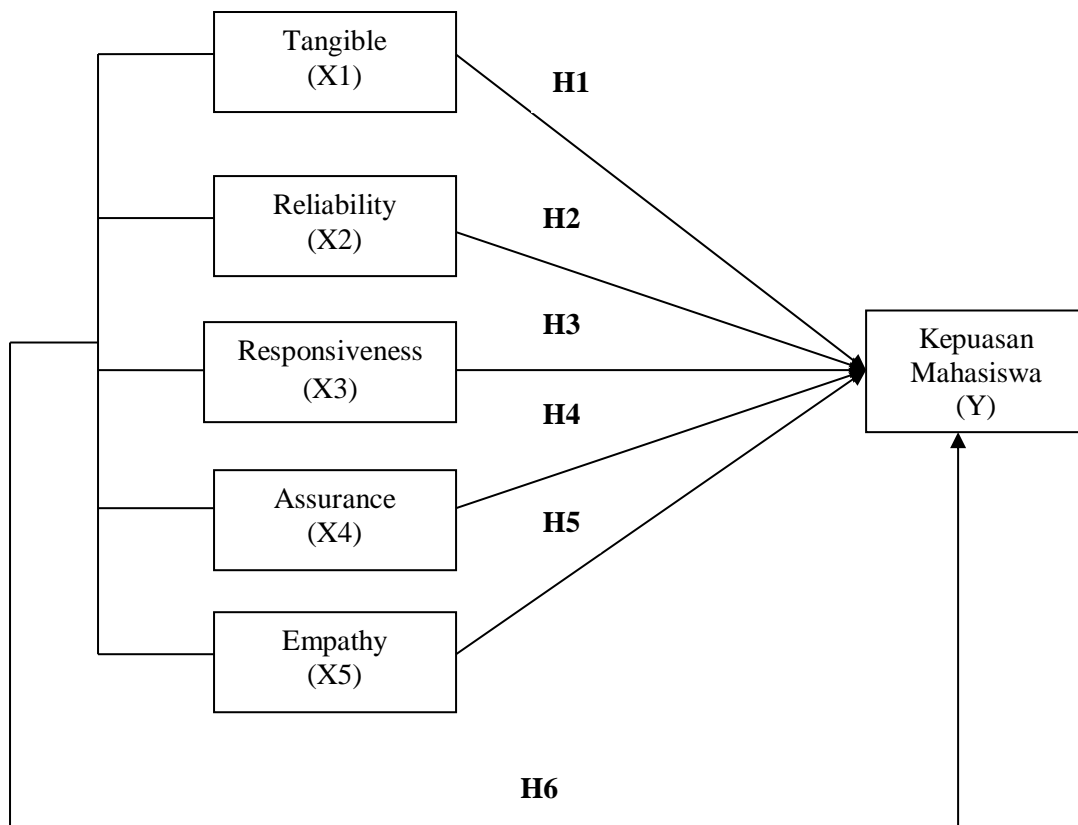 Tangible
(X1)
H1
Reliability
(X2)
H2
H3
Responsiveness
(X3)
Kepuasan
Mahasiswa
(Y)
H4
Assurance
(X4)
H5
Empathy
(X5)
H6